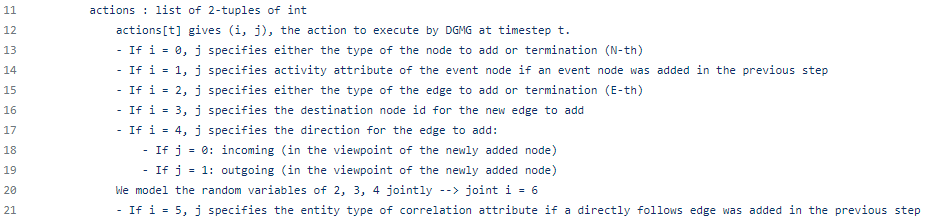 11 actions : list of 2-tuples of int
12 actions[t] gives (i, j), the action to execute by DGMG at timestep t.
13 - If i = 0, j specifies either the type of the node to add or termination (N-th)
14 - If i = 1, j specifies activity attribute of the event node if an event node was added in the previous step
15 - If i = 2, j specifies either the type of the edge to add or termination (E-th)
16 - If i = 3, j specifies the destination node id for the new edge to add
17 - If i = 4, j specifies the direction for the edge to add:
18 - If j = 0: incoming (in the viewpoint of the newly added node)
19 - If j = 1: outgoing (in the viewpoint of the newly added node)
20 We model the random variables of 2, 3, 4 jointly --> joint i = 6
21 - If i = 5, j specifies the entity type of correlation attribute if a directly follows edge was added in the previous step